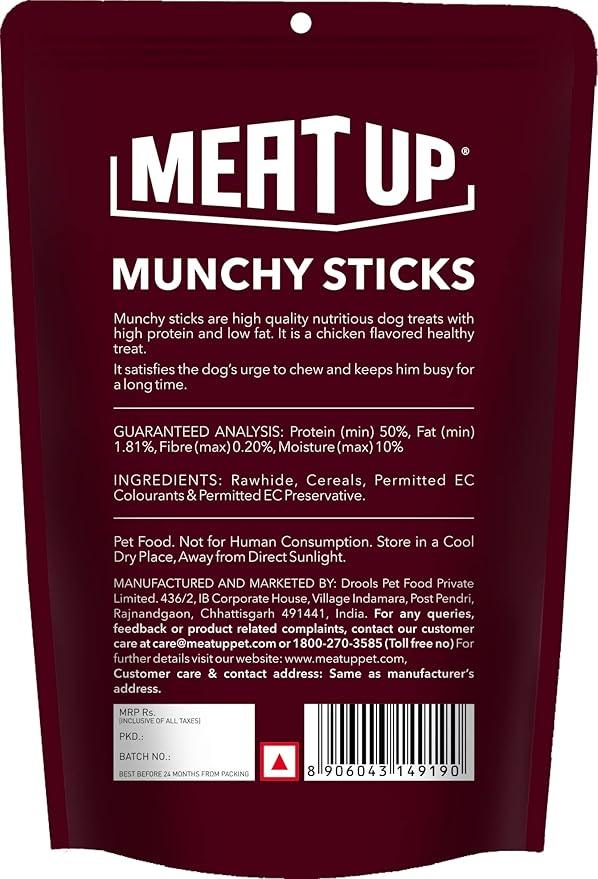 MEAT UP®
MUNCHY STICKS
Munchy sticks are high quality nutritious dog treats with
high protein and low fat. It is a chicken flavored healthy
treat.
It satisfies the dog's urge to chew and keeps him busy for
a long time.
GUARANTEED ANALYSIS: Protein (min) 50%, Fat (min)
1.81%, Fibre (max) 0.20%, Moisture (max) 10%
INGREDIENTS: Rawhide, Cereals, Permitted EC
Colourants & Permitted EC Preservative.
Pet Food. Not for Human Consumption. Store in a Cool
Dry Place, Away from Direct Sunlight.
MANUFACTURED AND MARKETED BY: Drools Pet Food Private
Limited. 436/2, IB Corporate House, Village Indamara, Post Pendri,
Rajnandgaon, Chhattisgarh 491441, India. For any queries,
feedback or product related complaints, contact our customer
care at care@meatuppet.com or 1800-270-3585 (Toll free no) For
further details visit our website: www.meatuppet.com,
Customer care & contact address: Same as manufacturer's
address.
MRP Rs.
(INCLUSIVE OF ALL TAXES)
PKD.:
BATCH NO.:
BEST BEFORE 24 MONTHS FROM PACKING
8 906043 149190